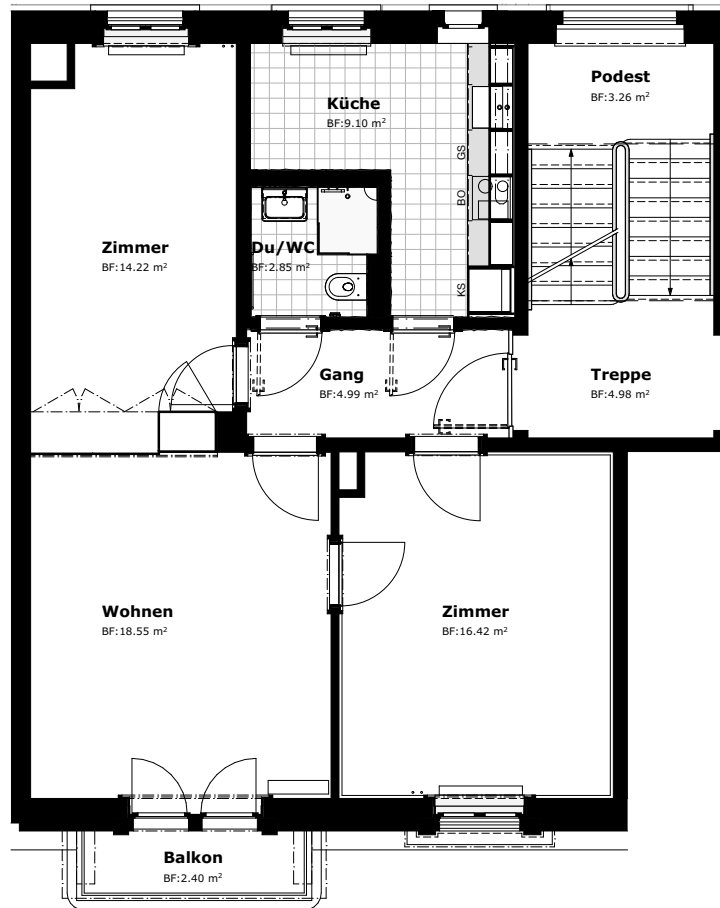 Podest
BF:3.26 m²
Küche
BF:9.10 m²
GS
BO
KS
Zimmer
BF:14.22 m²
Du/WC
BF:2.85 m²
Gang
BF:4.99 m²
Treppe
BF:4.98 m²
Wohnen
BF:18.55 m²
Zimmer
BF:16.42 m²
Balkon
BF:2.40 m²